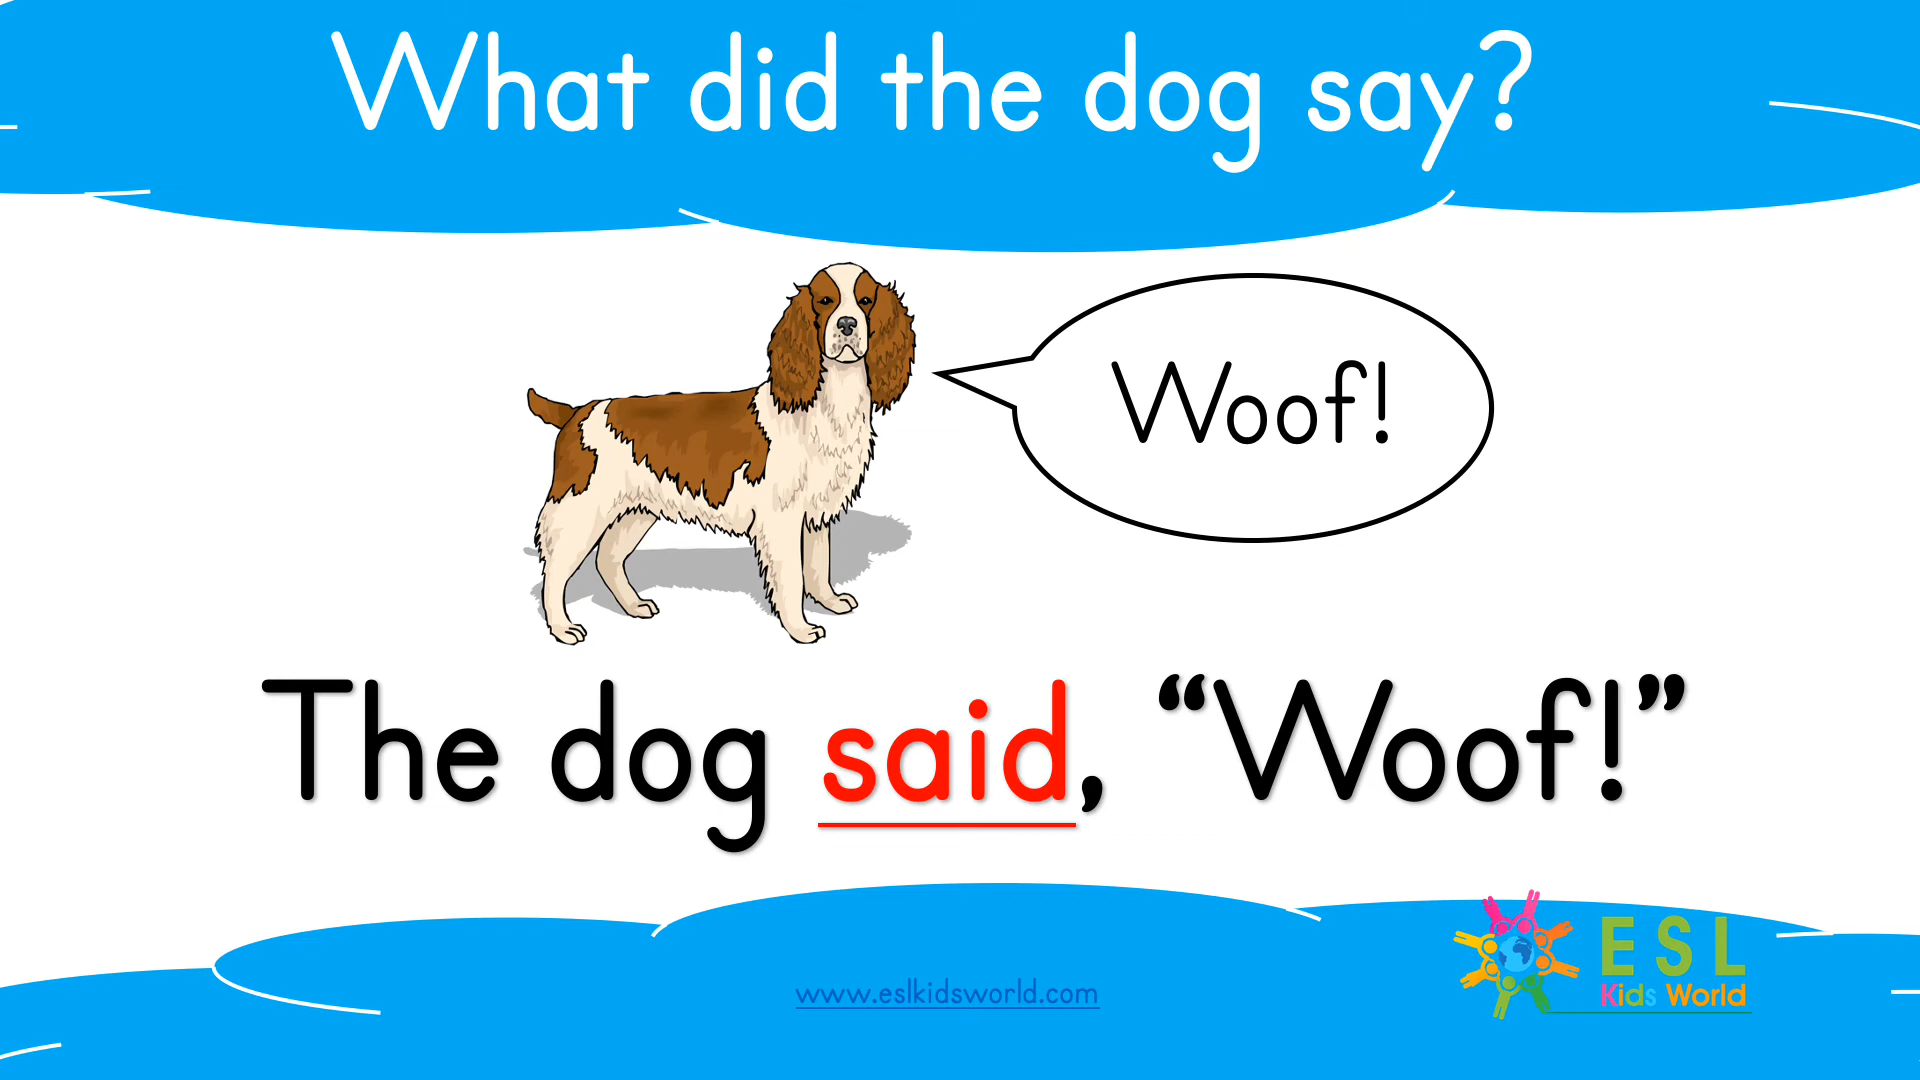 What did the dog say?
Woof!
The dog said, “Woof!”
www.eslkidsworld.com
ESL
Kids World